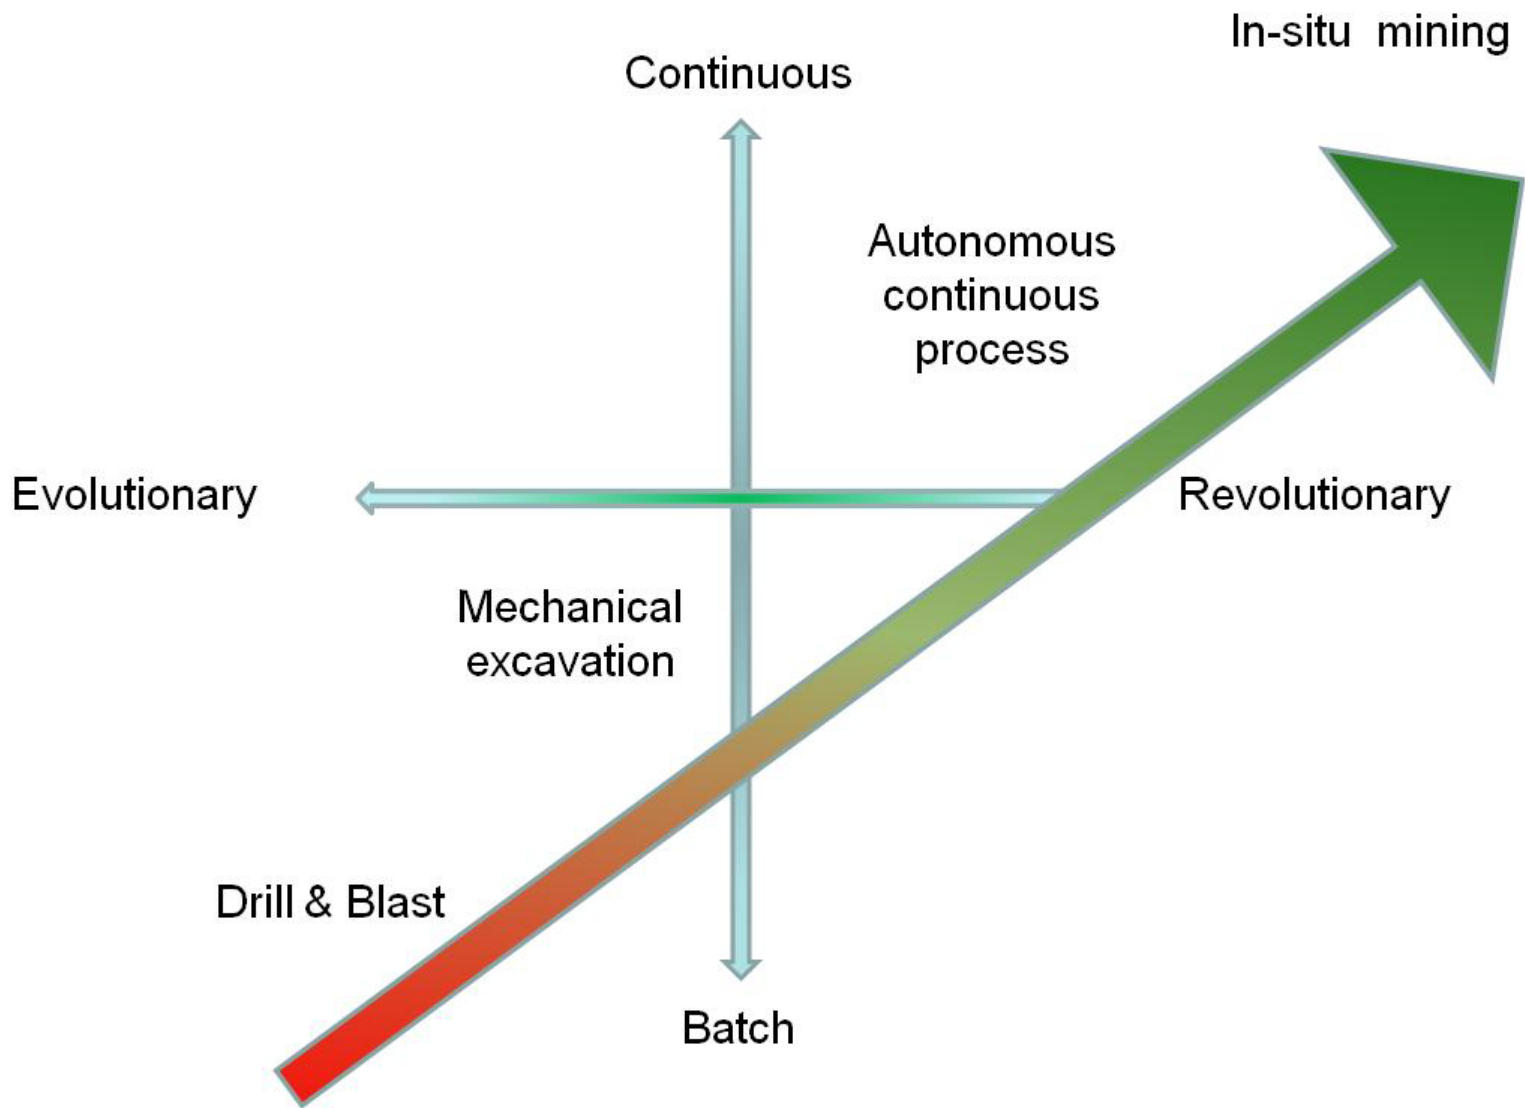 In-situ mining
Continuous
Autonomous
continuous
process
Evolutionary
Revolutionary
Mechanical
excavation
Drill & Blast
Batch